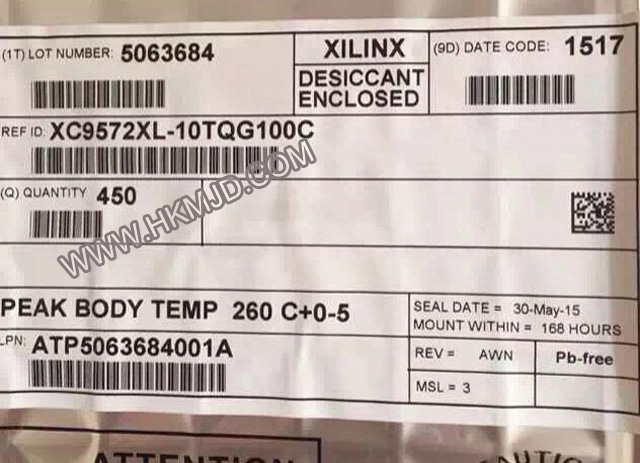 (1T) LOT NUMBER: 5063684
XILINX
DESICCANT
ENCLOSED
(9D) DATE CODE: 1517
REF ID: XC9572XL-10TQG100C
(Q) QUANTITY 450
WWW.HKMJD.COM
PEAK BODY TEMP 260 C+0-5
SEAL DATE = 30-May-15
MOUNT WITHIN = 168 HOURS
LPN: ATP5063684001A
REV = AWN
Pb-free
MSL = 3
ATTENTION
CAUTIO